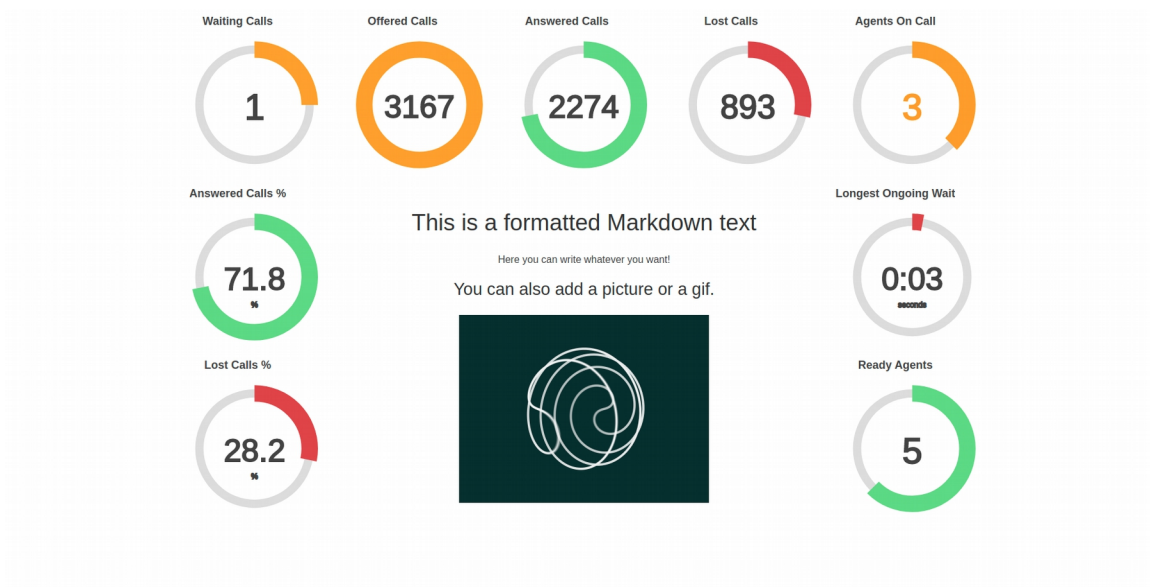 Waiting Calls
Offered Calls
Answered Calls
Lost Calls
Agents On Call
1
3167
2274
893
3
Answered Calls %
71.8
%
This is a formatted Markdown text
Here you can write whatever you want!
You can also add a picture or a gif.
Longest Ongoing Wait
0:03
seconds
Lost Calls %
28.2
%
Ready Agents
5